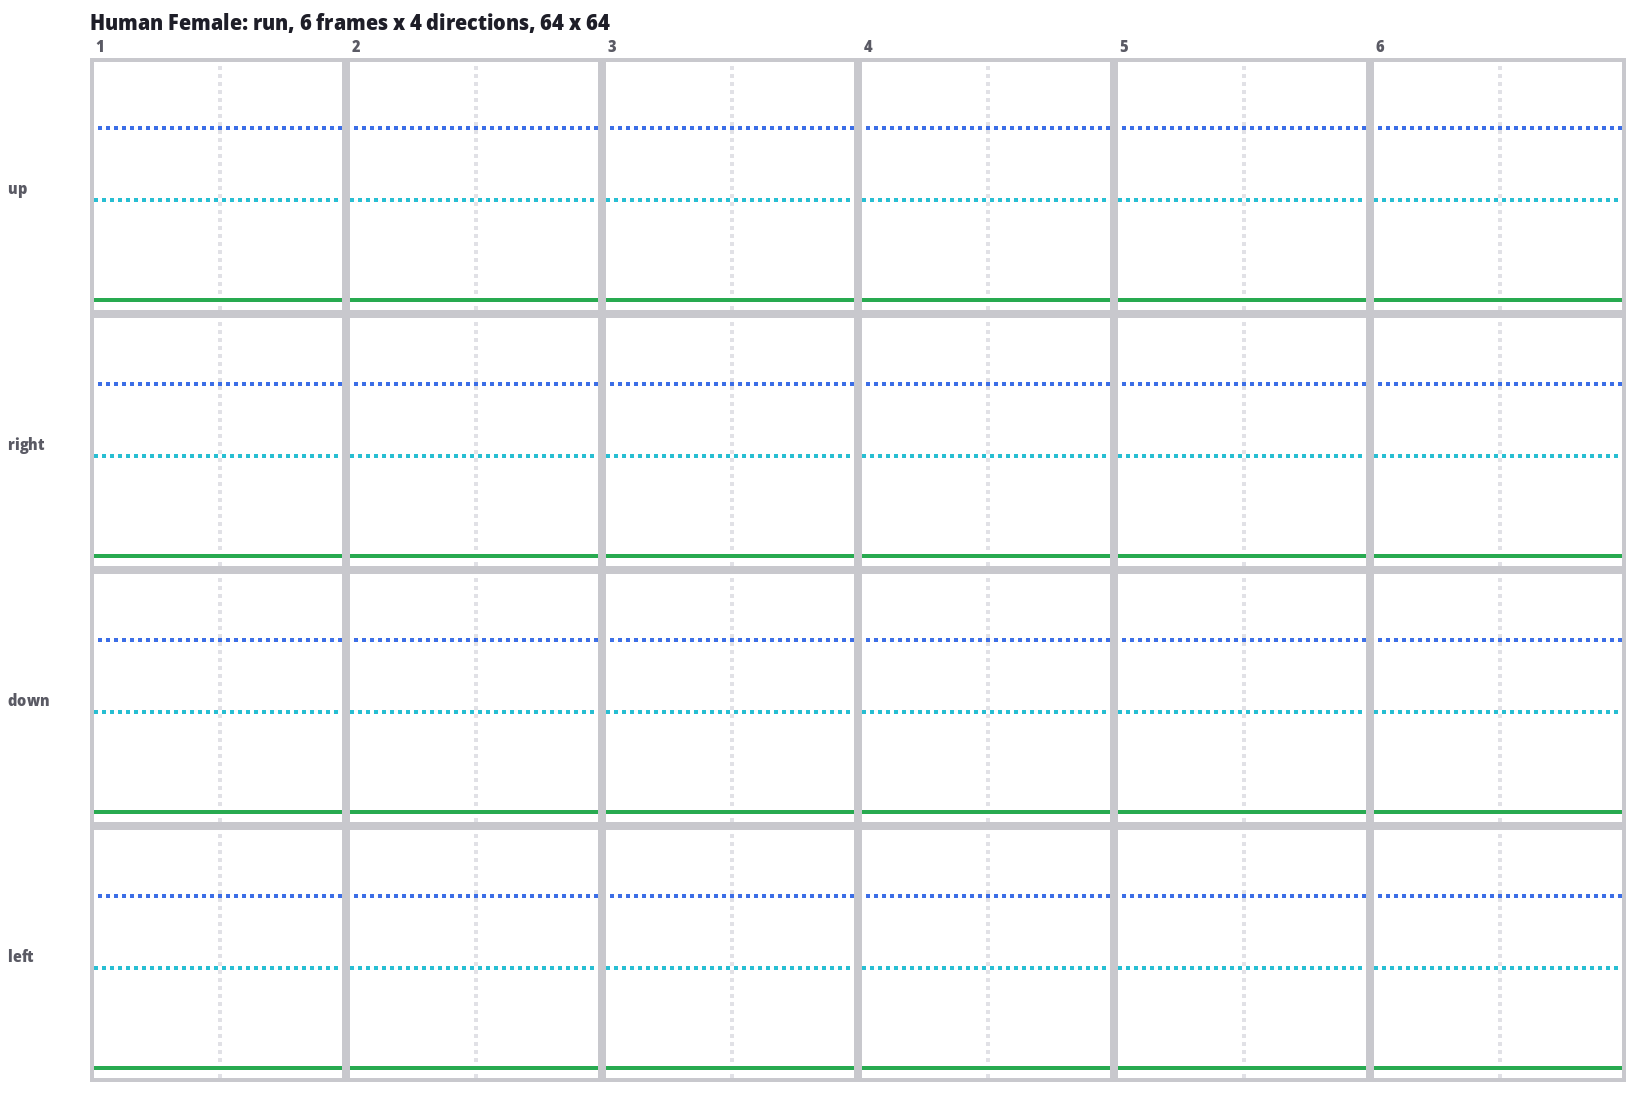 Human Female: run, 6 frames x 4 directions, 64 x 64
1 2 3 4 5 6
up
right
down
left